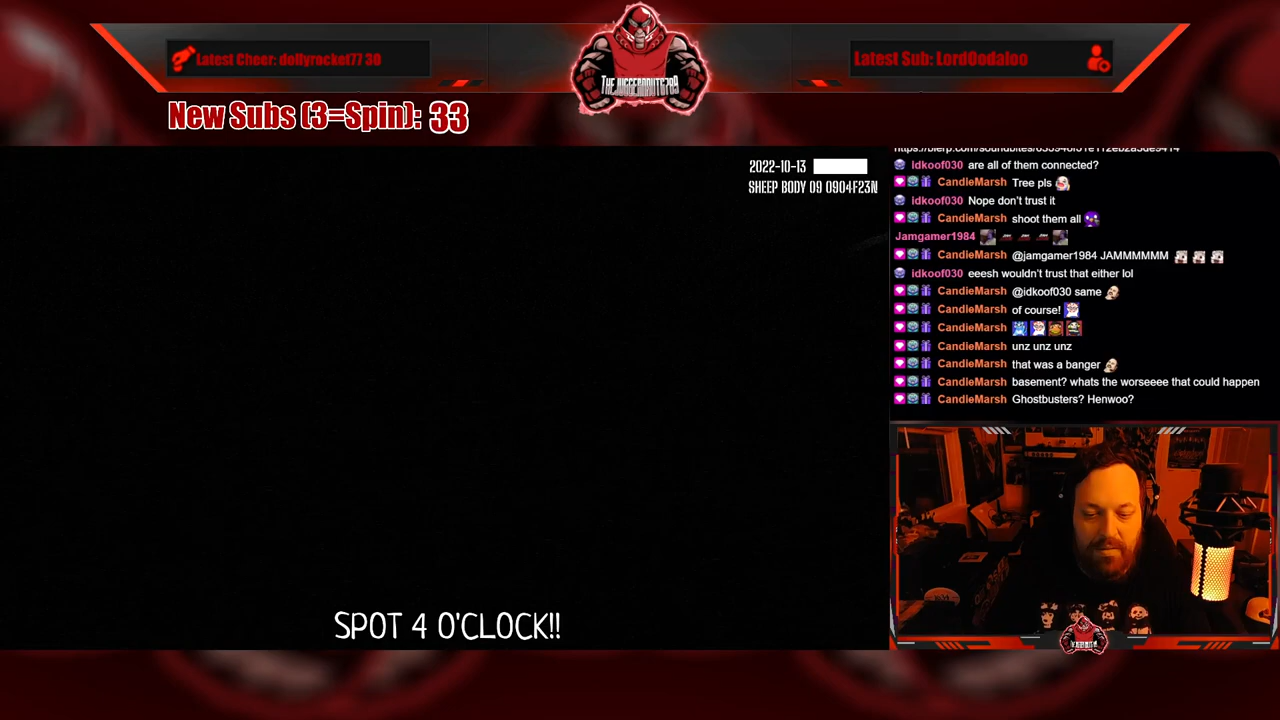 Latest Cheer: dollyrocket77 30
THEJUGGERNAUT6789
Latest Sub: LordOodaloo
New Subs (3=Spin): 33
2022-10-13
SHEEP BODY 09 0904F23N
idkoof030 are all of them connected?
CandieMarsh Tree pls
idkoof030 Nope don't trust it
CandieMarsh shoot them all
Jamgamer1984
CandieMarsh @jamgamer1984 JAMMMMMM
idkoof030 eeesh wouldn't trust that either lol
CandieMarsh @idkoof030 same
CandieMarsh of course!
CandieMarsh
CandieMarsh unz unz unz
CandieMarsh that was a banger
CandieMarsh basement? whats the worseeee that could happen
CandieMarsh Ghostbusters? Henwoo?
SPOT 4 O'CLOCK!!